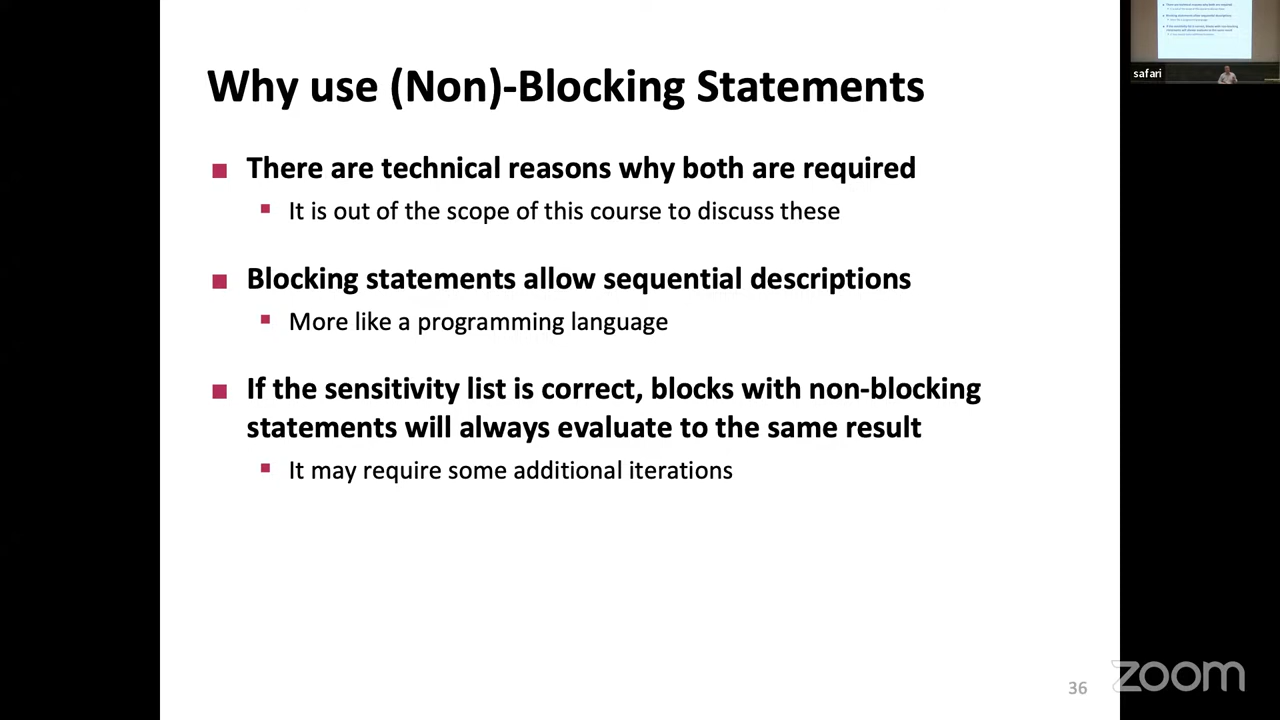 Why use (Non)-Blocking Statements
There are technical reasons why both are required
It is out of the scope of this course to discuss these
Blocking statements allow sequential descriptions
More like a programming language
If the sensitivity list is correct, blocks with non-blocking
statements will always evaluate to the same result
It may require some additional iterations
36
safari
zoom